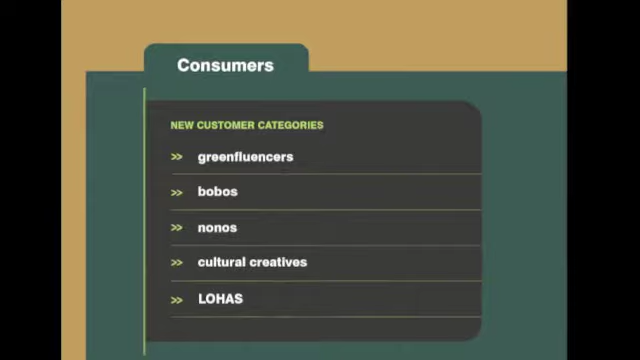 Consumers
NEW CUSTOMER CATEGORIES
>> greenfluencers
>> bobos
>> nonos
>> cultural creatives
>> LOHAS